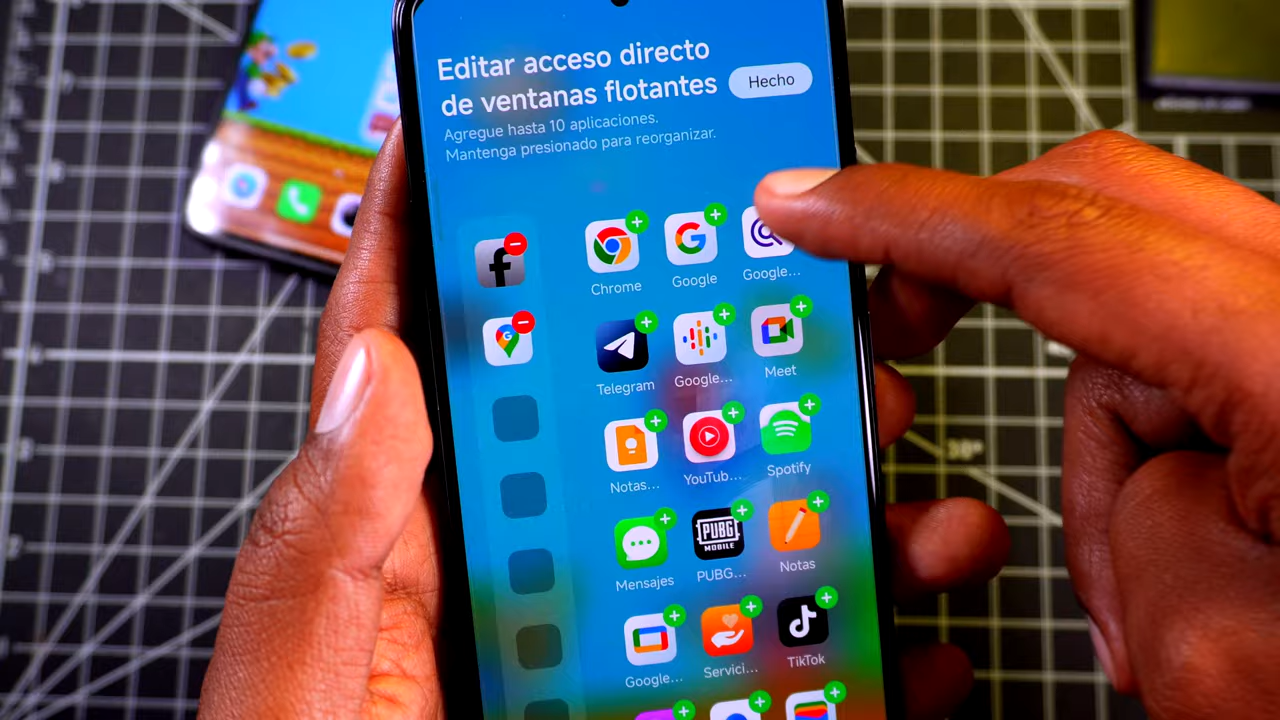 Editar acceso directo
de ventanas flotantes
Hecho
Agregue hasta 10 aplicaciones.
Mantenga presionado para reorganizar.
Chrome
Google
Google...
Telegram
Google...
Meet
Notas...
YouTub...
Spotify
PUBG
MOBILE
Mensajes
PUBG...
Notas
Google...
Servici...
TikTok
30°